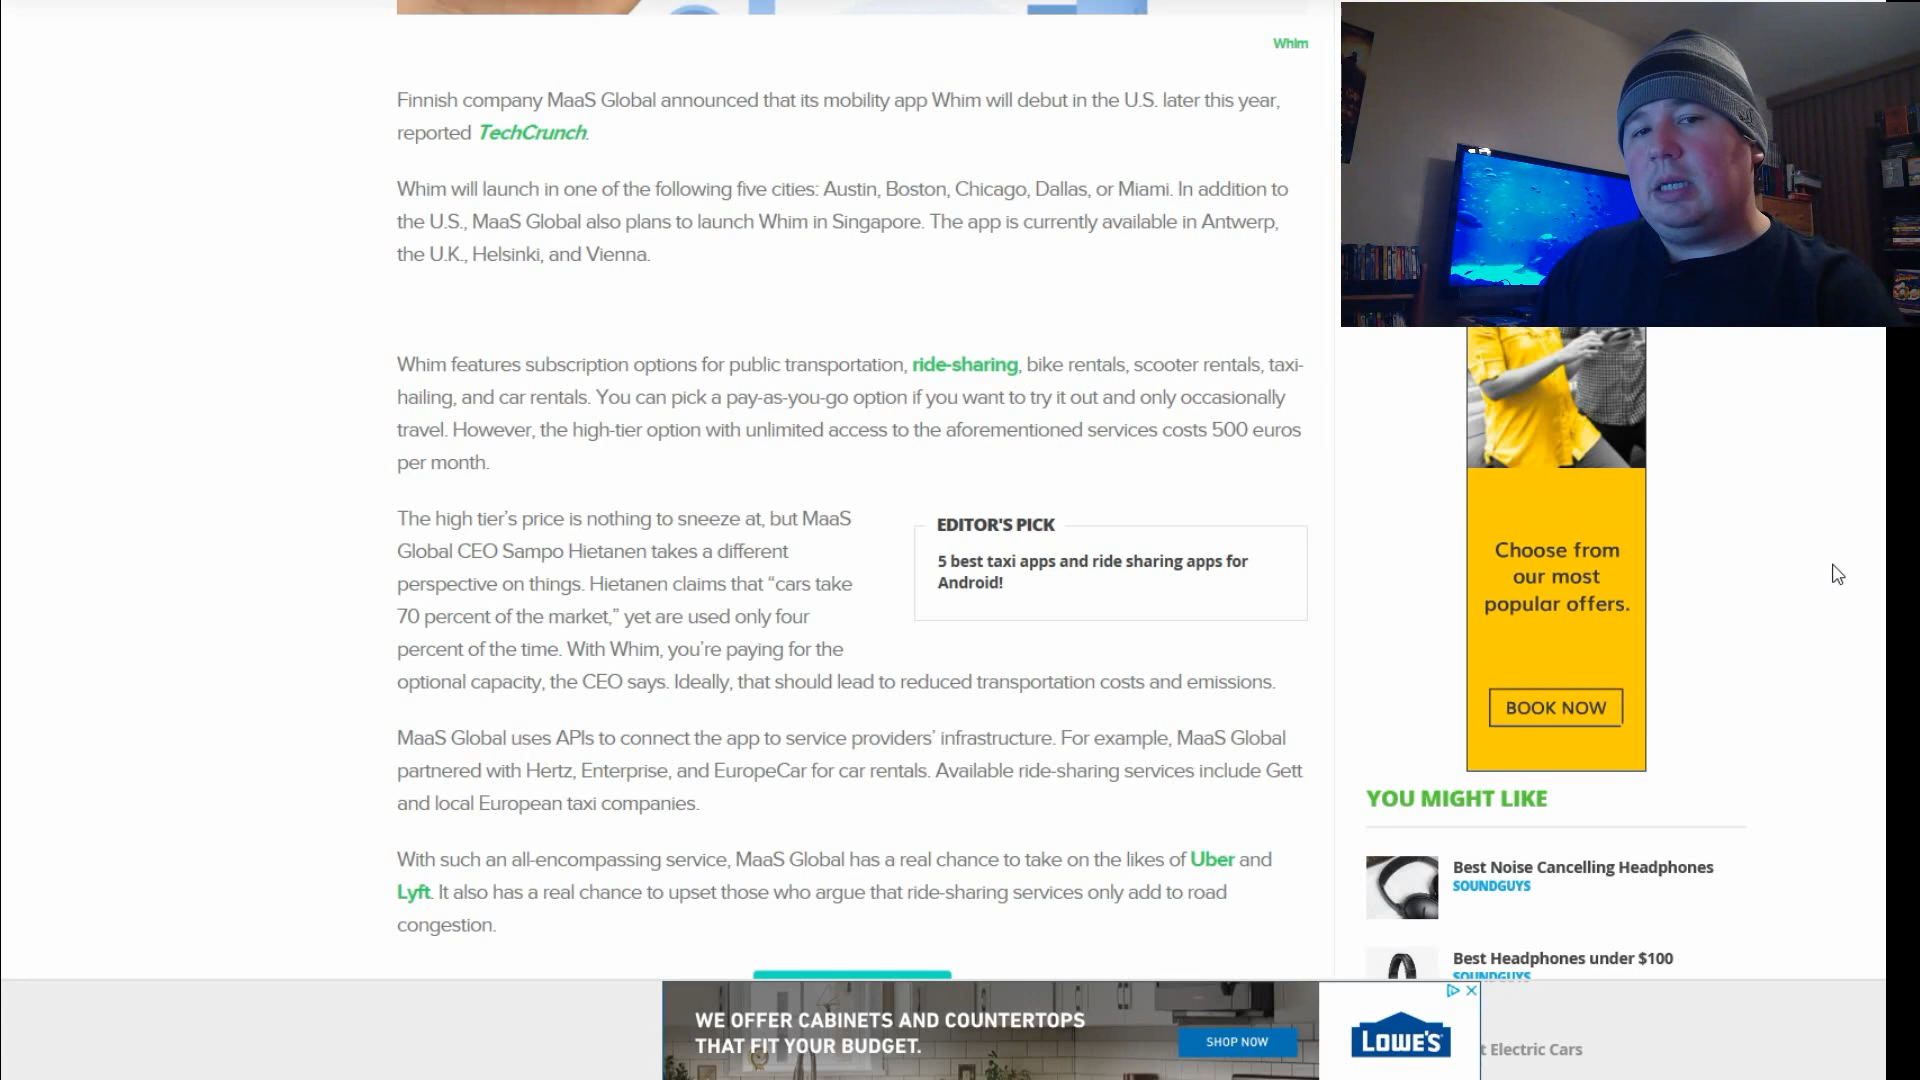 Whim
Finnish company MaaS Global announced that its mobility app Whim will debut in the U.S. later this year,
reported TechCrunch.
Whim will launch in one of the following five cities: Austin, Boston, Chicago, Dallas, or Miami. In addition to
the U.S., MaaS Global also plans to launch Whim in Singapore. The app is currently available in Antwerp,
the U.K., Helsinki, and Vienna.
Whim features subscription options for public transportation, ride-sharing, bike rentals, scooter rentals, taxi-
hailing, and car rentals. You can pick a pay-as-you-go option if you want to try it out and only occasionally
travel. However, the high-tier option with unlimited access to the aforementioned services costs 500 euros
per month.
The high tier's price is nothing to sneeze at, but MaaS
Global CEO Sampo Hietanen takes a different
perspective on things. Hietanen claims that “cars take
70 percent of the market,” yet are used only four
percent of the time. With Whim, you're paying for the
optional capacity, the CEO says. Ideally, that should lead to reduced transportation costs and emissions.
EDITOR'S PICK
5 best taxi apps and ride sharing apps for
Android!
MaaS Global uses APIs to connect the app to service providers' infrastructure. For example, MaaS Global
partnered with Hertz, Enterprise, and EuropeCar for car rentals. Available ride-sharing services include Gett
and local European taxi companies.
With such an all-encompassing service, MaaS Global has a real chance to take on the likes of Uber and
Lyft. It also has a real chance to upset those who argue that ride-sharing services only add to road
congestion.
Choose from
our most
popular offers.
BOOK NOW
YOU MIGHT LIKE
Best Noise Cancelling Headphones
SOUNDGUYS
Best Headphones under $100
SOUNDGUYS
t Electric Cars
WE OFFER CABINETS AND COUNTERTOPS
THAT FIT YOUR BUDGET.
SHOP NOW
LOWE'S